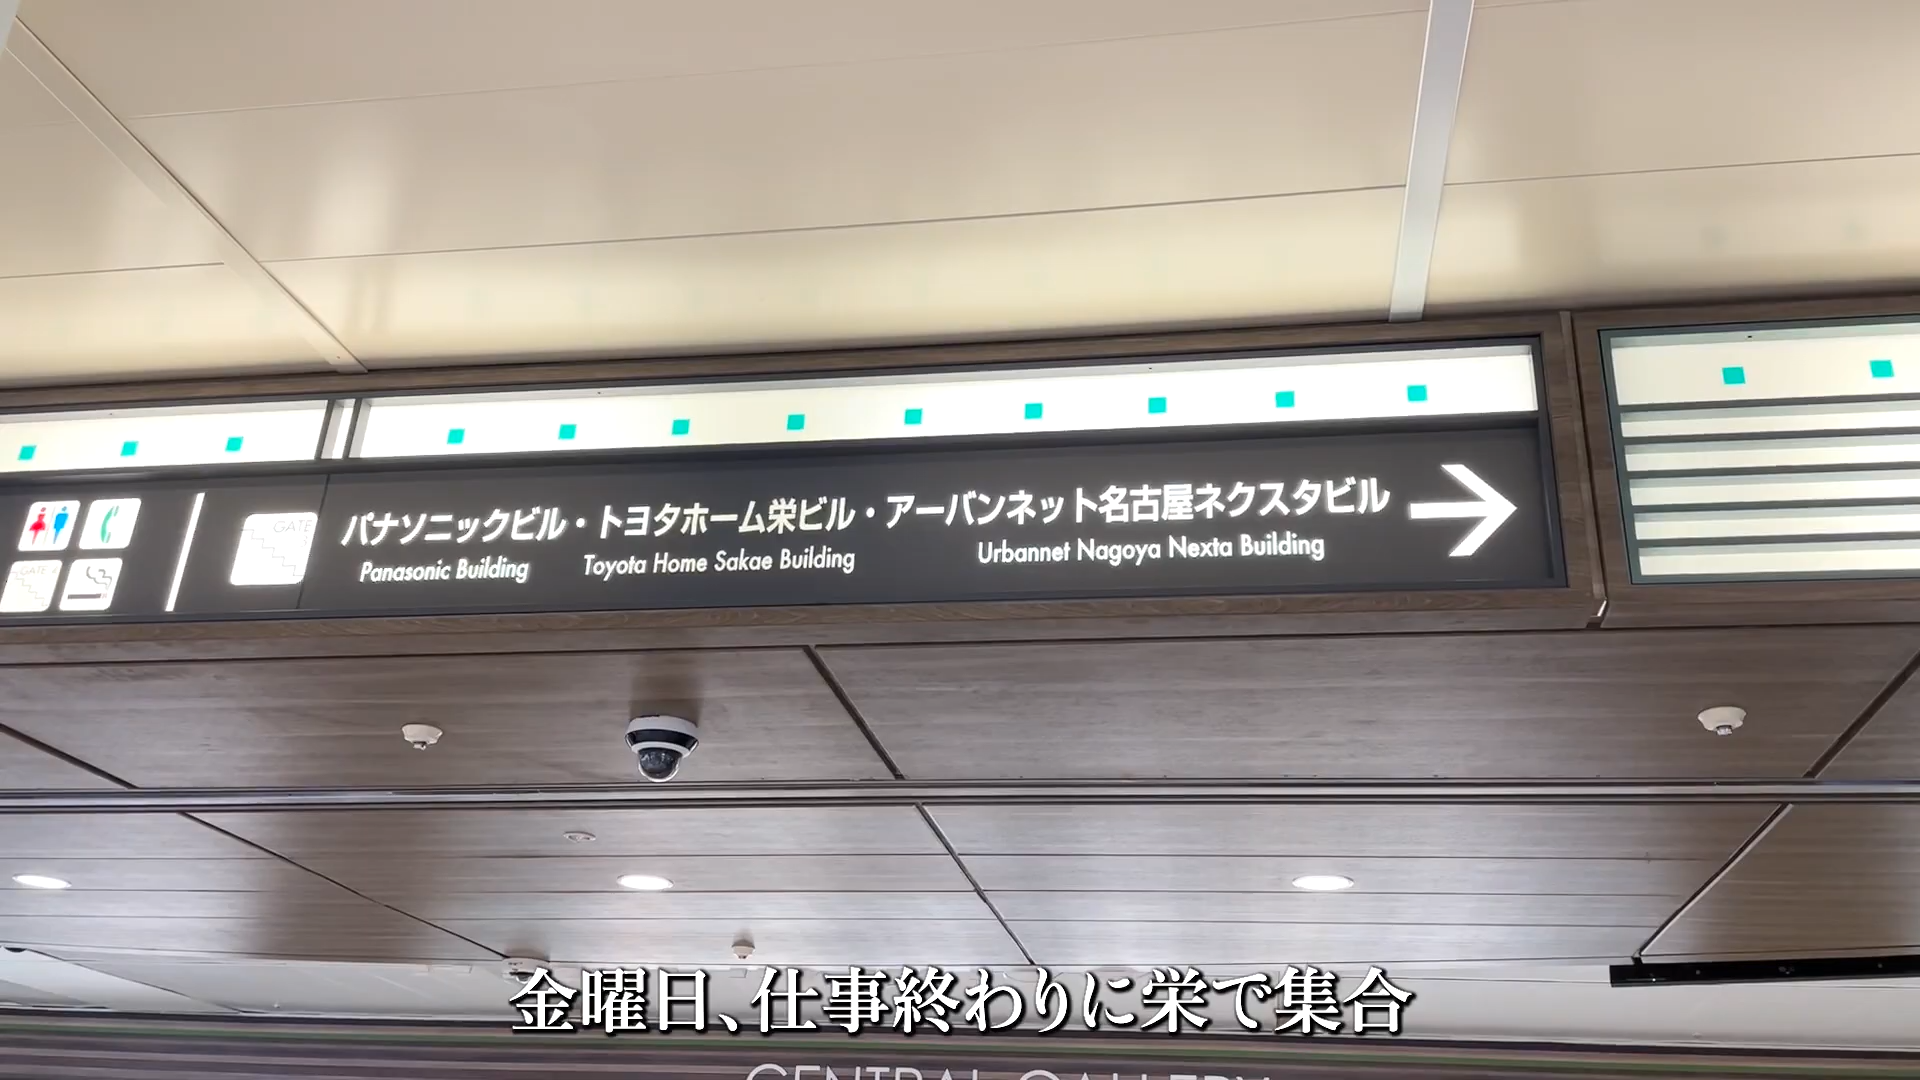 GATE
パナソニックビル・トヨタホーム栄ビル・アーバンネット名古屋ネクスタビル
Panasonic Building Toyota Home Sakae Building Urbannet Nagoya Nexta Building
GATE
金曜日、仕事終わりに栄で集合
CENTRAL GALLERY